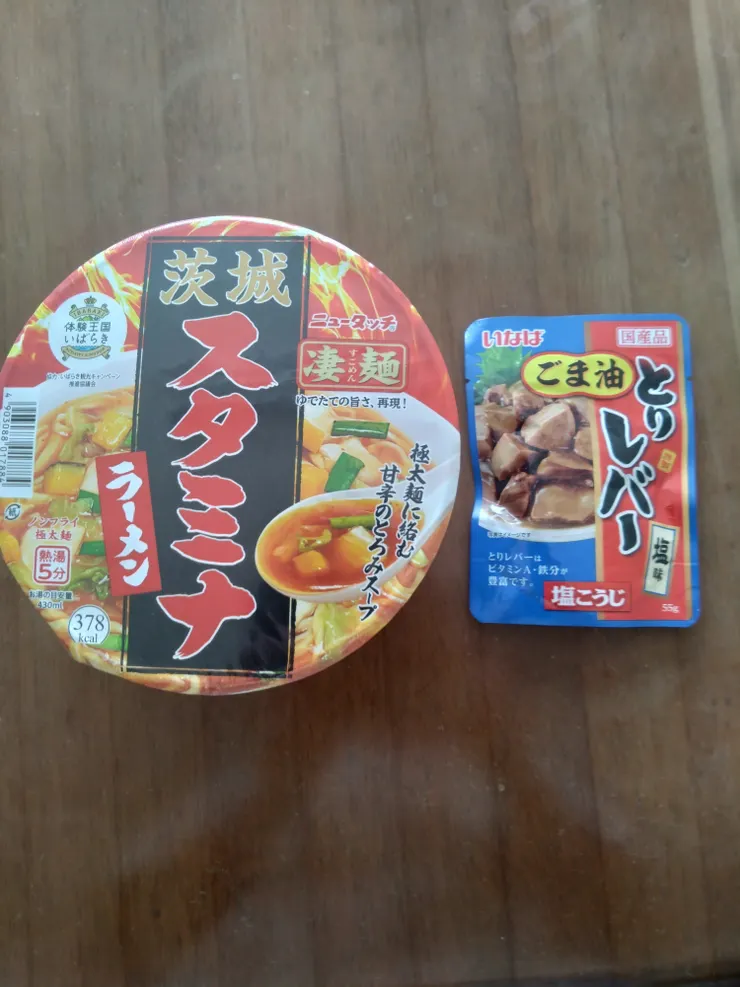 茨城
スタミナ
ラーメン
体験王国
いばらき
ニュータッチ
凄麺
すごめん
ゆでたての旨さ、再現!
極太麺に絡む
甘辛のとろみスープ
ノンフライ
極太麺
熱湯
5分
お湯の目安量
430ml
378
kcal
4 903088 017884
いなば
国産品
ごま油
とりレバー
塩味
とりレバーは
ビタミンA・鉄分が
豊富です。
塩こうじ
55g